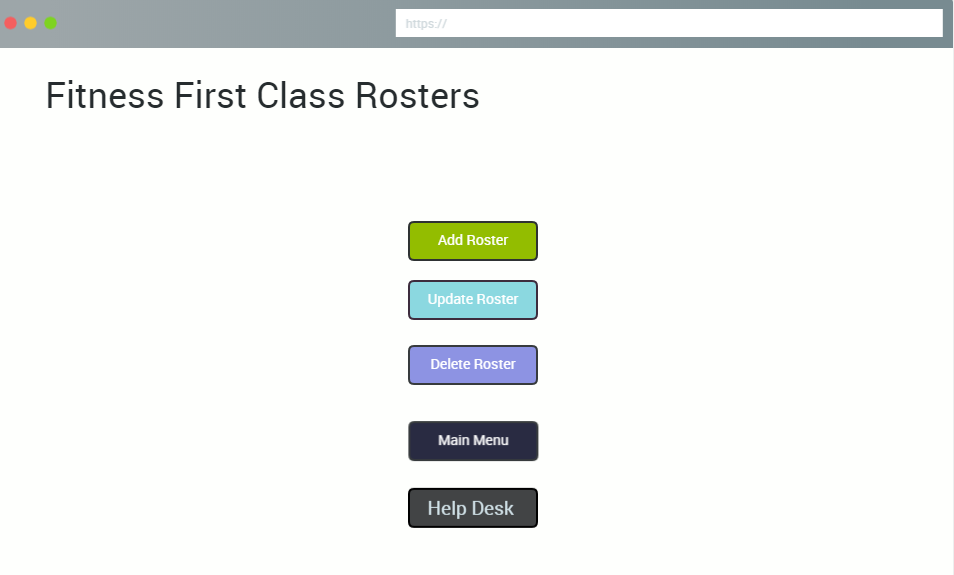 https://
Fitness First Class Rosters
Add Roster
Update Roster
Delete Roster
Main Menu
Help Desk